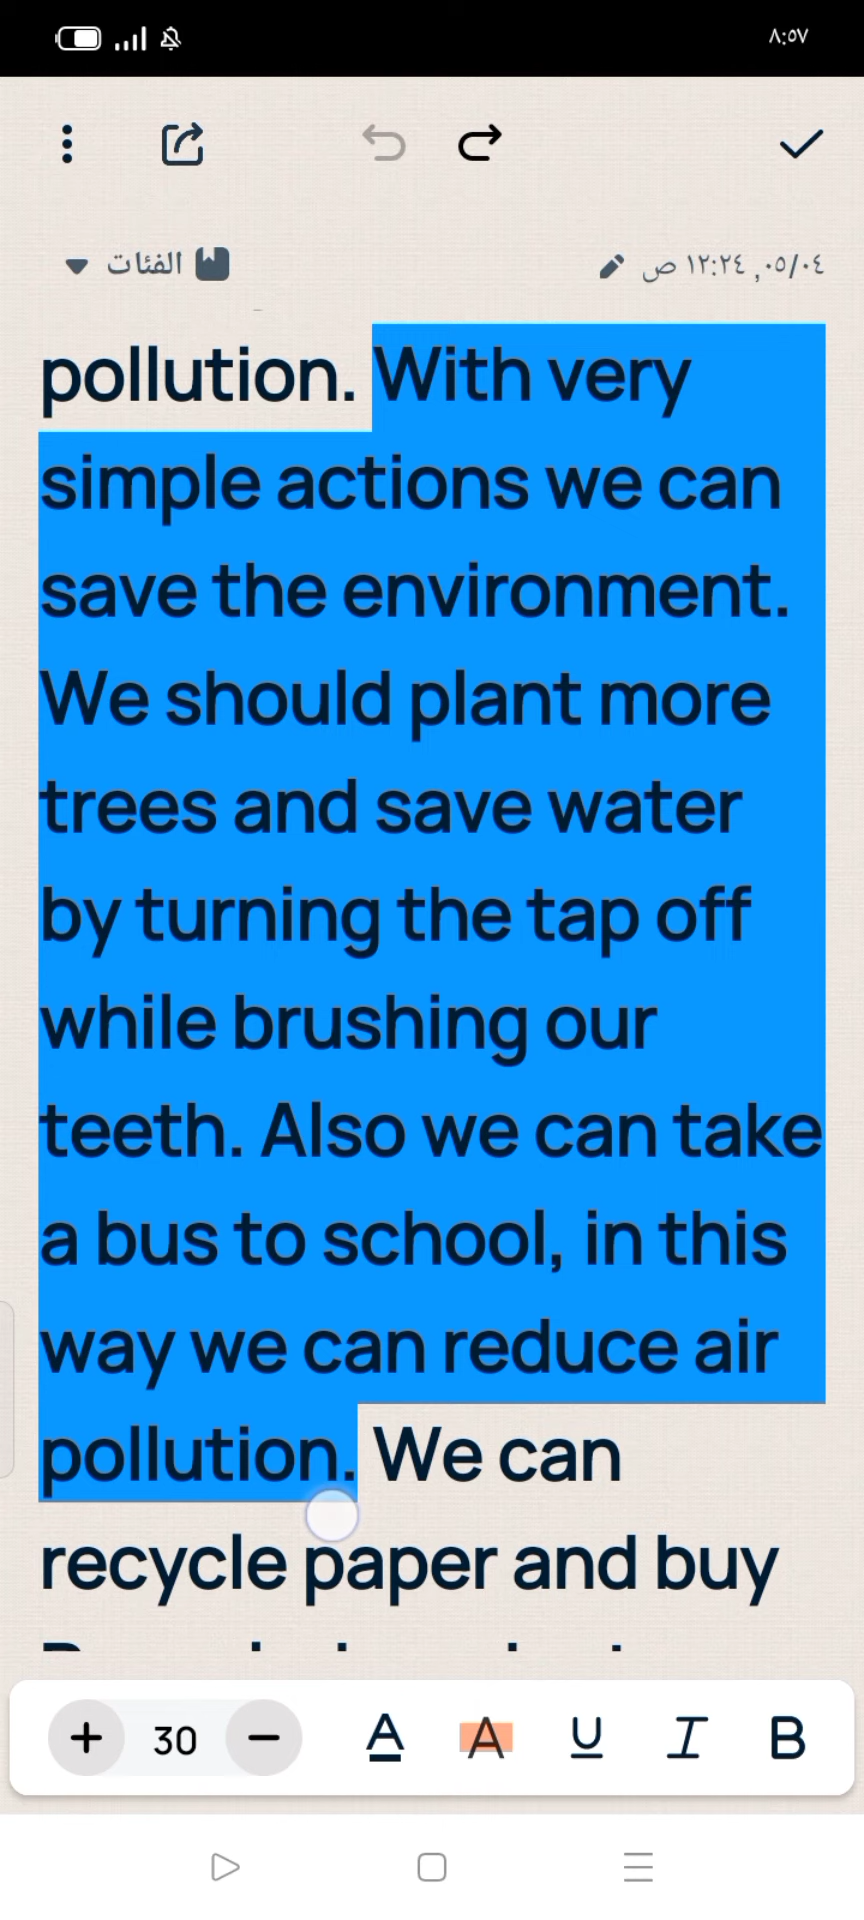 ٨:٥٧
الفئات
٠٥/٠٤, ١٢:٢٤ ص
pollution. With very
simple actions we can
save the environment.
We should plant more
trees and save water
by turning the tap off
while brushing our
teeth. Also we can take
a bus to school, in this
way we can reduce air
pollution. We can
recycle paper and buy
+ 30 − A A U I B